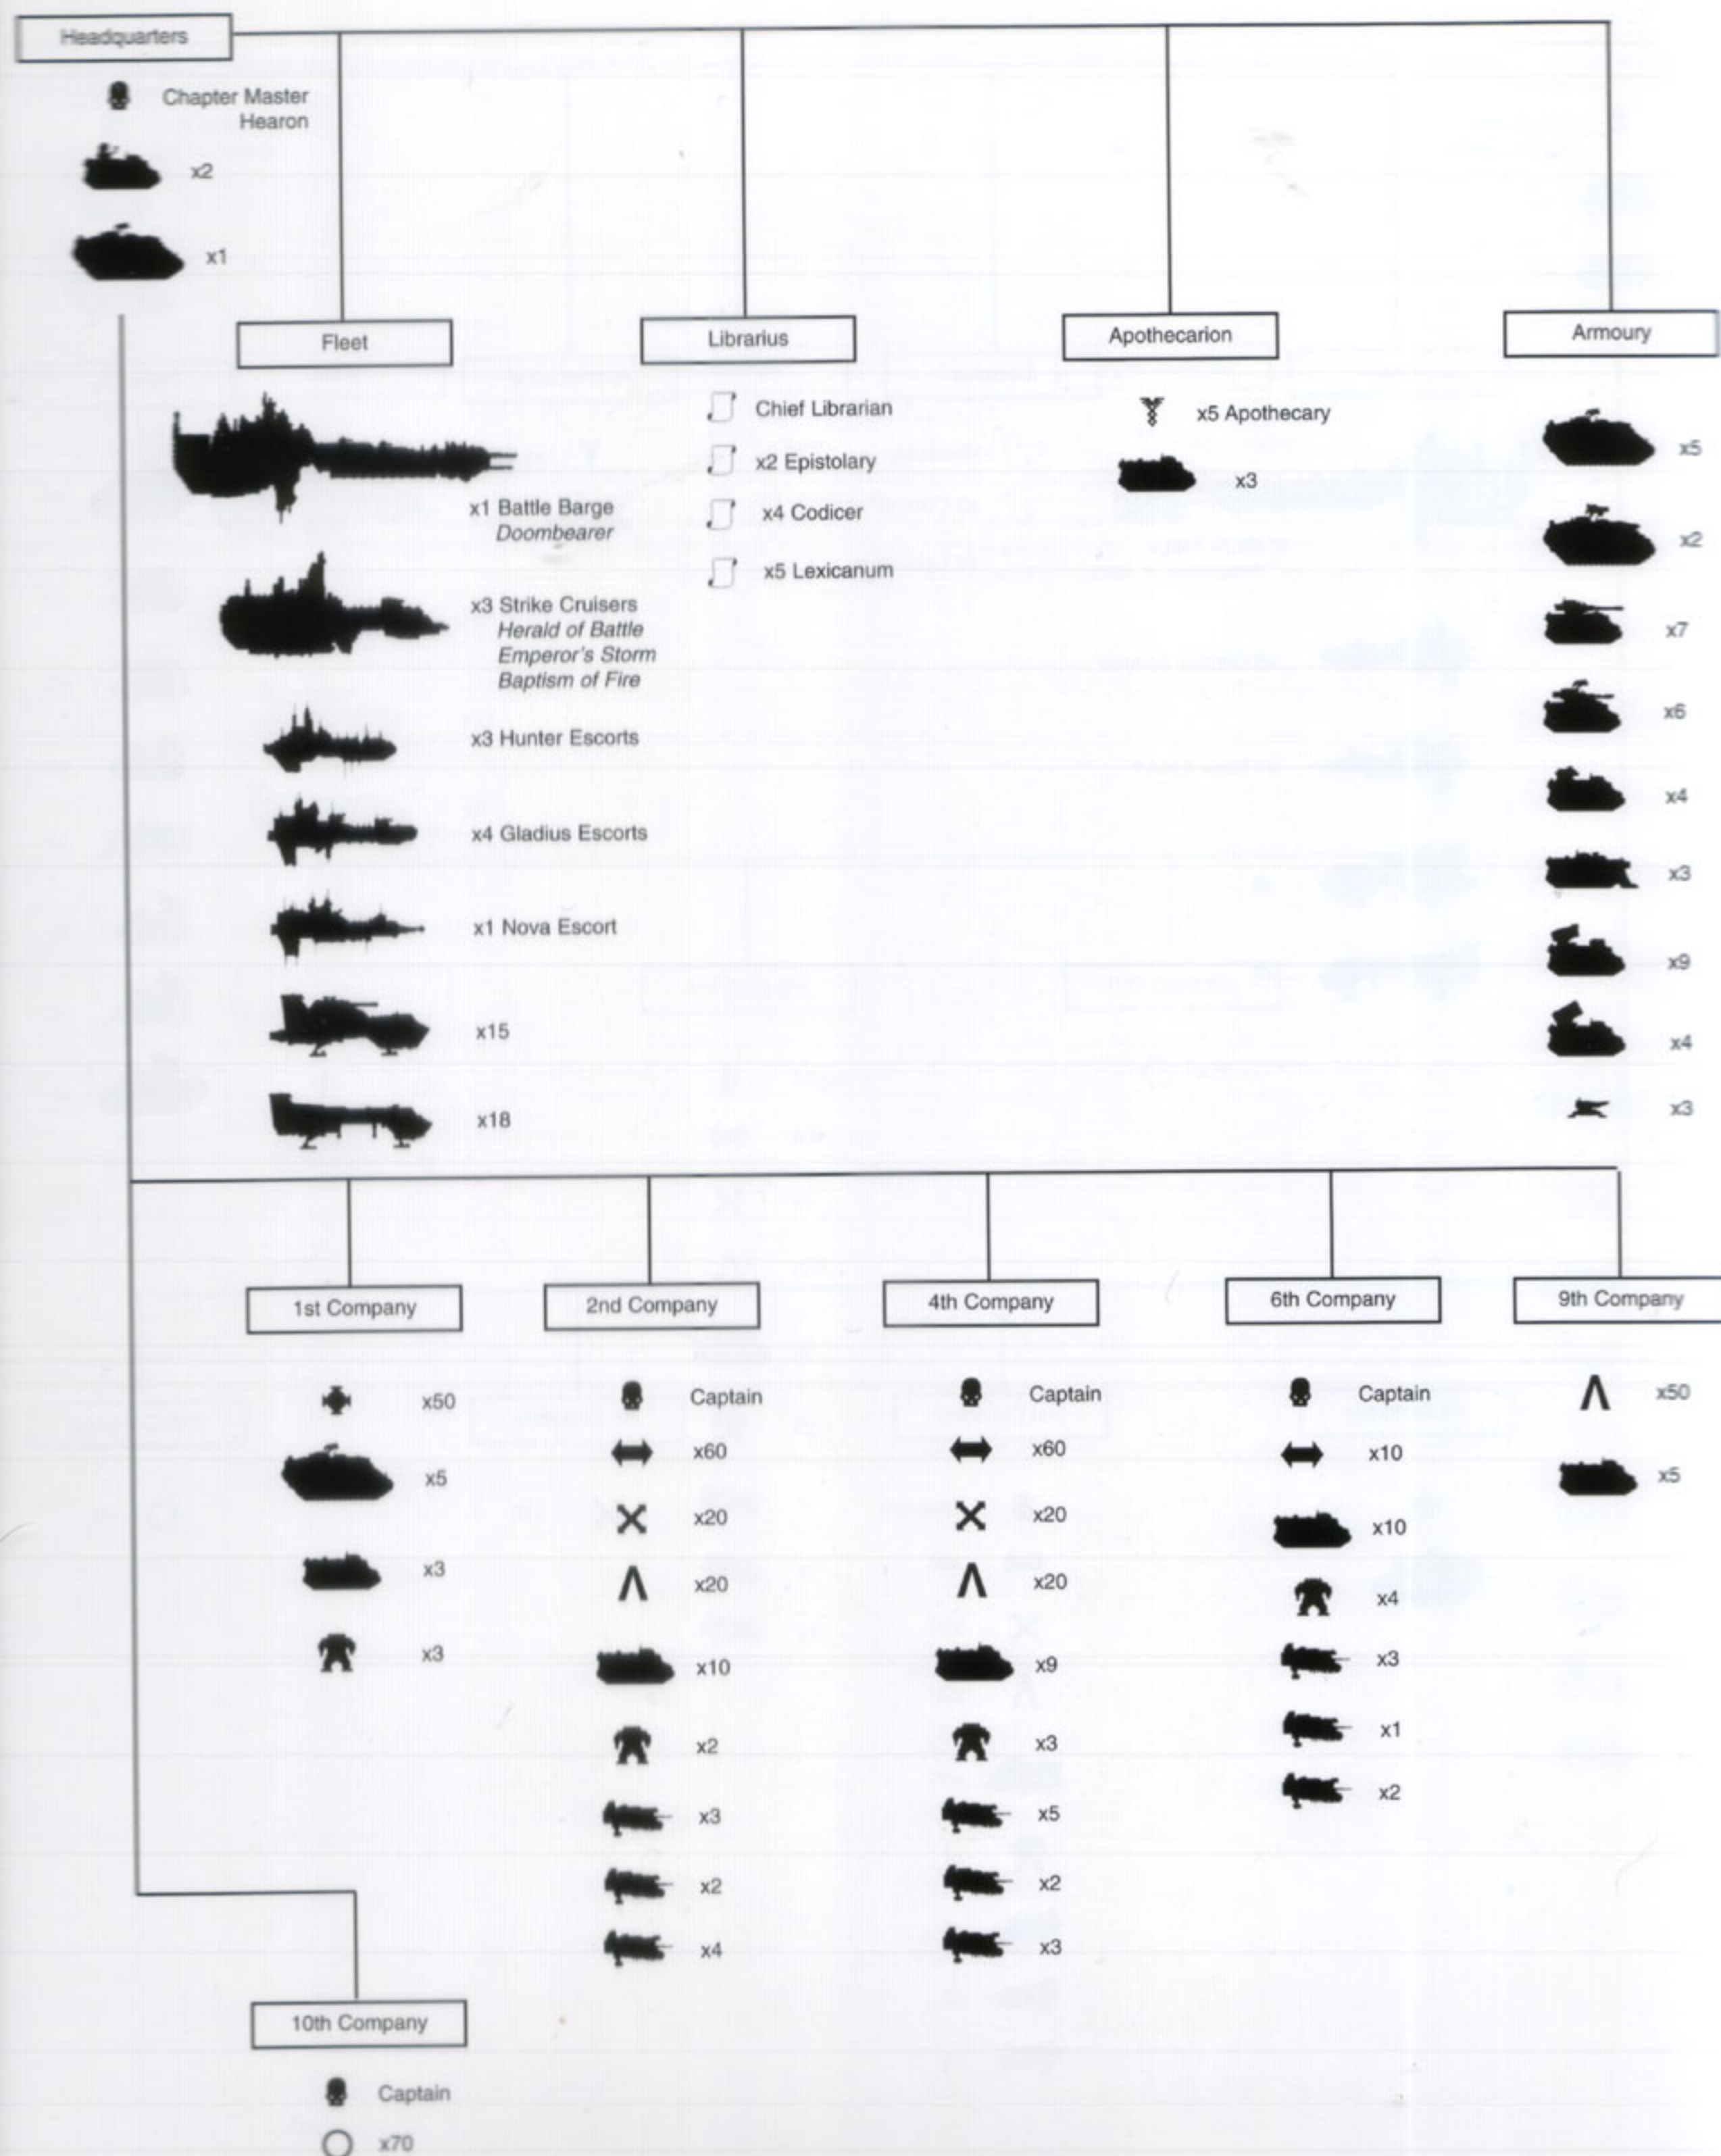 Headquarters
Chapter Master
Hearon
x2
x1
Fleet
x1 Battle Barge
Doombearer
x3 Strike Cruisers
Herald of Battle
Emperor's Storm
Baptism of Fire
x3 Hunter Escorts
x4 Gladius Escorts
x1 Nova Escort
x15
x18
Librarius
Chief Librarian
x2 Epistolary
x4 Codicer
x5 Lexicanum
Apothecarion
x5 Apothecary
x3
Armoury
x5
x2
x7
x6
x4
x3
x9
x4
x3
1st Company
x50
x5
x3
x3
2nd Company
Captain
x60
x20
x20
x10
x2
x3
x2
x4
4th Company
Captain
x60
x20
x20
x9
x3
x5
x2
x3
6th Company
Captain
x10
x10
x4
x3
x1
x2
9th Company
x50
x5
10th Company
Captain
x70